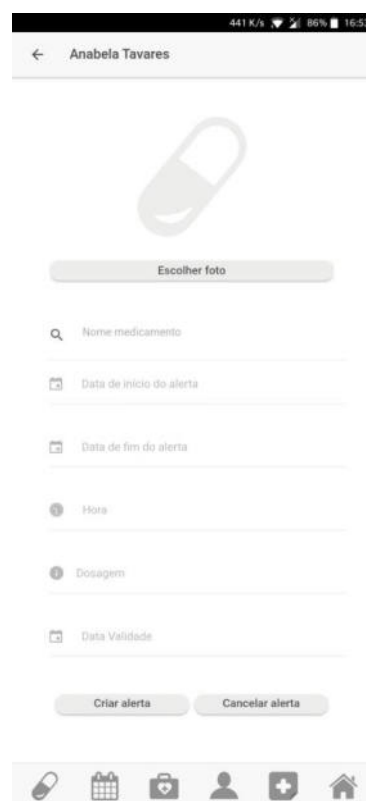 441 K/s 86% 16:53
Anabela Tavares
Escolher foto
Nome medicamento
Data de início do alerta
Data de fim do alerta
Hora
Dosagem
Data Validade
Criar alerta Cancelar alerta